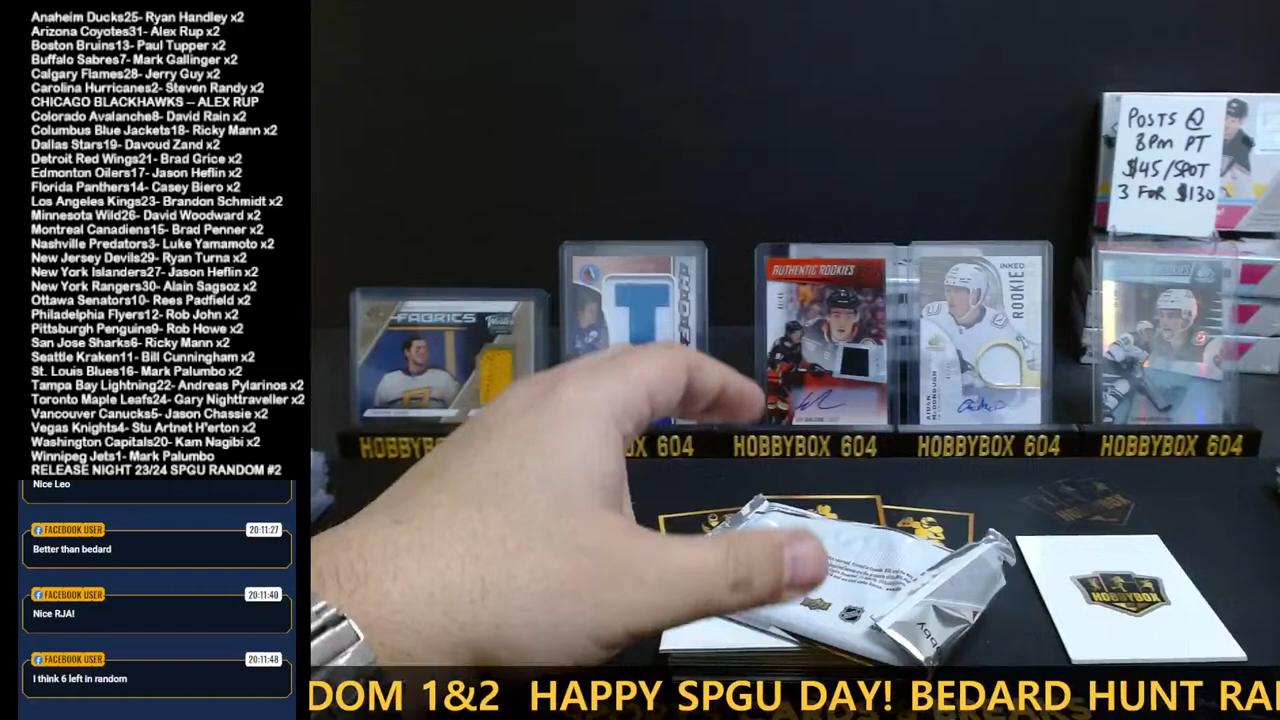 Anaheim Ducks25- Ryan Handley x2
Arizona Coyotes31- Alex Rup x2
Boston Bruins13- Paul Tupper x2
Buffalo Sabres7- Mark Gallinger x2
Calgary Flames28- Jerry Guy x2
Carolina Hurricanes2- Steven Randy x2
CHICAGO BLACKHAWKS -- ALEX RUP
Colorado Avalanche8- David Rain x2
Columbus Blue Jackets18- Ricky Mann x2
Dallas Stars19- Davoud Zand x2
Detroit Red Wings21- Brad Grice x2
Edmonton Oilers17- Jason Heflin x2
Florida Panthers14- Casey Biero x2
Los Angeles Kings23- Brandon Schmidt x2
Minnesota Wild26- David Woodward x2
Montreal Canadiens15- Brad Penner x2
Nashville Predators3- Luke Yamamoto x2
New Jersey Devils29- Ryan Turna x2
New York Islanders27- Jason Heflin x2
New York Rangers30- Alain Sagsoz x2
Ottawa Senators10- Rees Padfield x2
Philadelphia Flyers12- Rob John x2
Pittsburgh Penguins9- Rob Howe x2
San Jose Sharks6- Ricky Mann x2
Seattle Kraken11- Bill Cunningham x2
St. Louis Blues16- Mark Palumbo x2
Tampa Bay Lightning22- Andreas Pylarinos x2
Toronto Maple Leafs24- Gary Nighttraveller x2
Vancouver Canucks5- Jason Chassie x2
Vegas Knights4- Stu Artnet H'erton x2
Washington Capitals20- Kam Nagibi x2
Winnipeg Jets1- Mark Palumbo
RELEASE NIGHT 23/24 SPGU RANDOM #2
Nice Leo
FACEBOOK USER 20:11:27
Better than bedard
FACEBOOK USER 20:11:40
Nice RJA!
FACEBOOK USER 20:11:48
I think 6 left in random
POSTS @
8PM PT
$45/SPOT
3 FOR $130
FABRICS
AUTHENTIC ROOKIES
INKED
ROOKIE
HOBBYB
604
HOBBYBOX 604
HOBBYBOX 604
HOBBYBOX 604
HOBBYBOX
DOM 1&2 HAPPY SPGU DAY! BEDARD HUNT RA